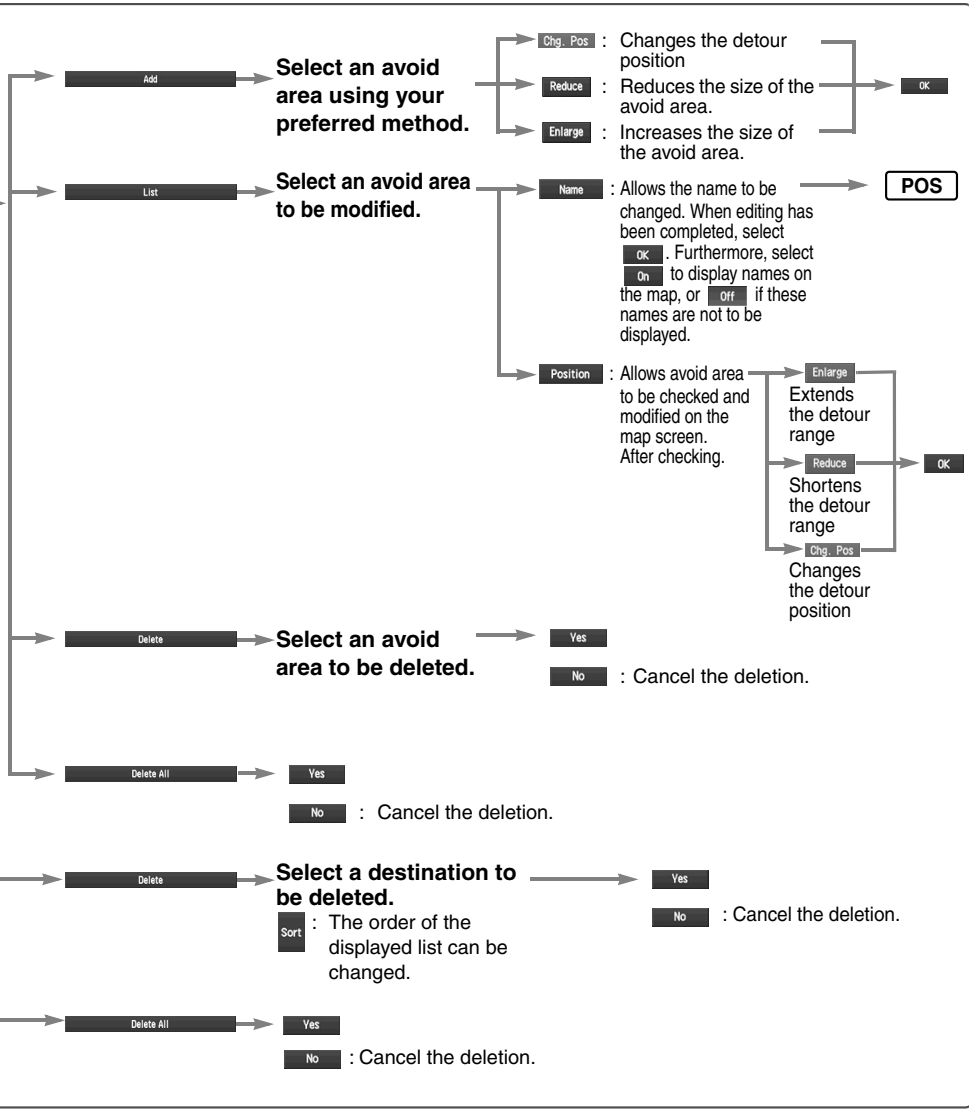 Add
Select an avoid
area using your
preferred method.
Chg. Pos : Changes the detour
position
Reduce : Reduces the size of the
avoid area.
Enlarge : Increases the size of
the avoid area.
OK
List
Select an avoid area
to be modified.
Name : Allows the name to be
changed. When editing has
been completed, select
OK . Furthermore, select
On to display names on
the map, or Off if these
names are not to be
displayed.
POS
Position : Allows avoid area
to be checked and
modified on the
map screen.
After checking.
Enlarge
Extends
the detour
range
Reduce
Shortens
the detour
range
Chg. Pos
Changes
the detour
position
OK
Delete
Select an avoid
area to be deleted.
Yes
No : Cancel the deletion.
Delete All
Yes
No : Cancel the deletion.
Delete
Select a destination to
be deleted.
Sort : The order of the
displayed list can be
changed.
Yes
No : Cancel the deletion.
Delete All
Yes
No : Cancel the deletion.